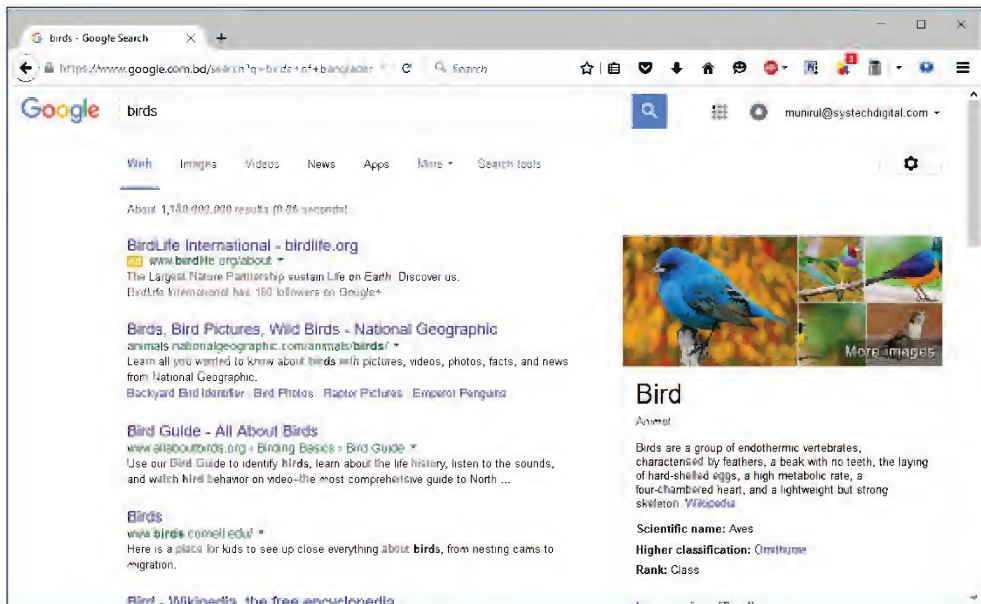 birds - Google Search
https://www.google.com.bd/search?q=birds+of+banglades
Search
Google
birds
munirul@systechdigital.com
Web Images Videos News Apps More Search tools
About results seconds)
BirdLife International - birdlife.org
Ad www.birdlife.org/about
The Largest Nature Partnership sustain Life on Earth. Discover us.
BirdLife International has 160 followers on Google+
Birds, Bird Pictures, Wild Birds - National Geographic
animals.nationalgeographic.com/animals/birds/
Learn all you wanted to know about birds with pictures, videos, photos, facts, and news
from National Geographic.
Backyard Bird Identifier - Bird Photos - Raptor Pictures - Emperor Penguins
Bird Guide - All About Birds
www.allaboutbirds.org › Birding Basics › Bird Guide
Use our Bird Guide to identify birds, learn about the life history, listen to the sounds,
and watch bird behavior on video–the most comprehensive guide to North ...
Birds
www.birds.cornell.edu/
Here is a place for kids to see up close everything about birds, from nesting cams to
migration.
Bird - Wikipedia, the free encyclopedia
More images
Bird
Animal
Birds are a group of endothermic vertebrates,
characterised by feathers, a beak with no teeth, the laying
of hard-shelled eggs, a high metabolic rate, a
four-chambered heart, and a lightweight but strong
skeleton. Wikipedia
Scientific name: Aves
Higher classification: Ornithurae
Rank: Class